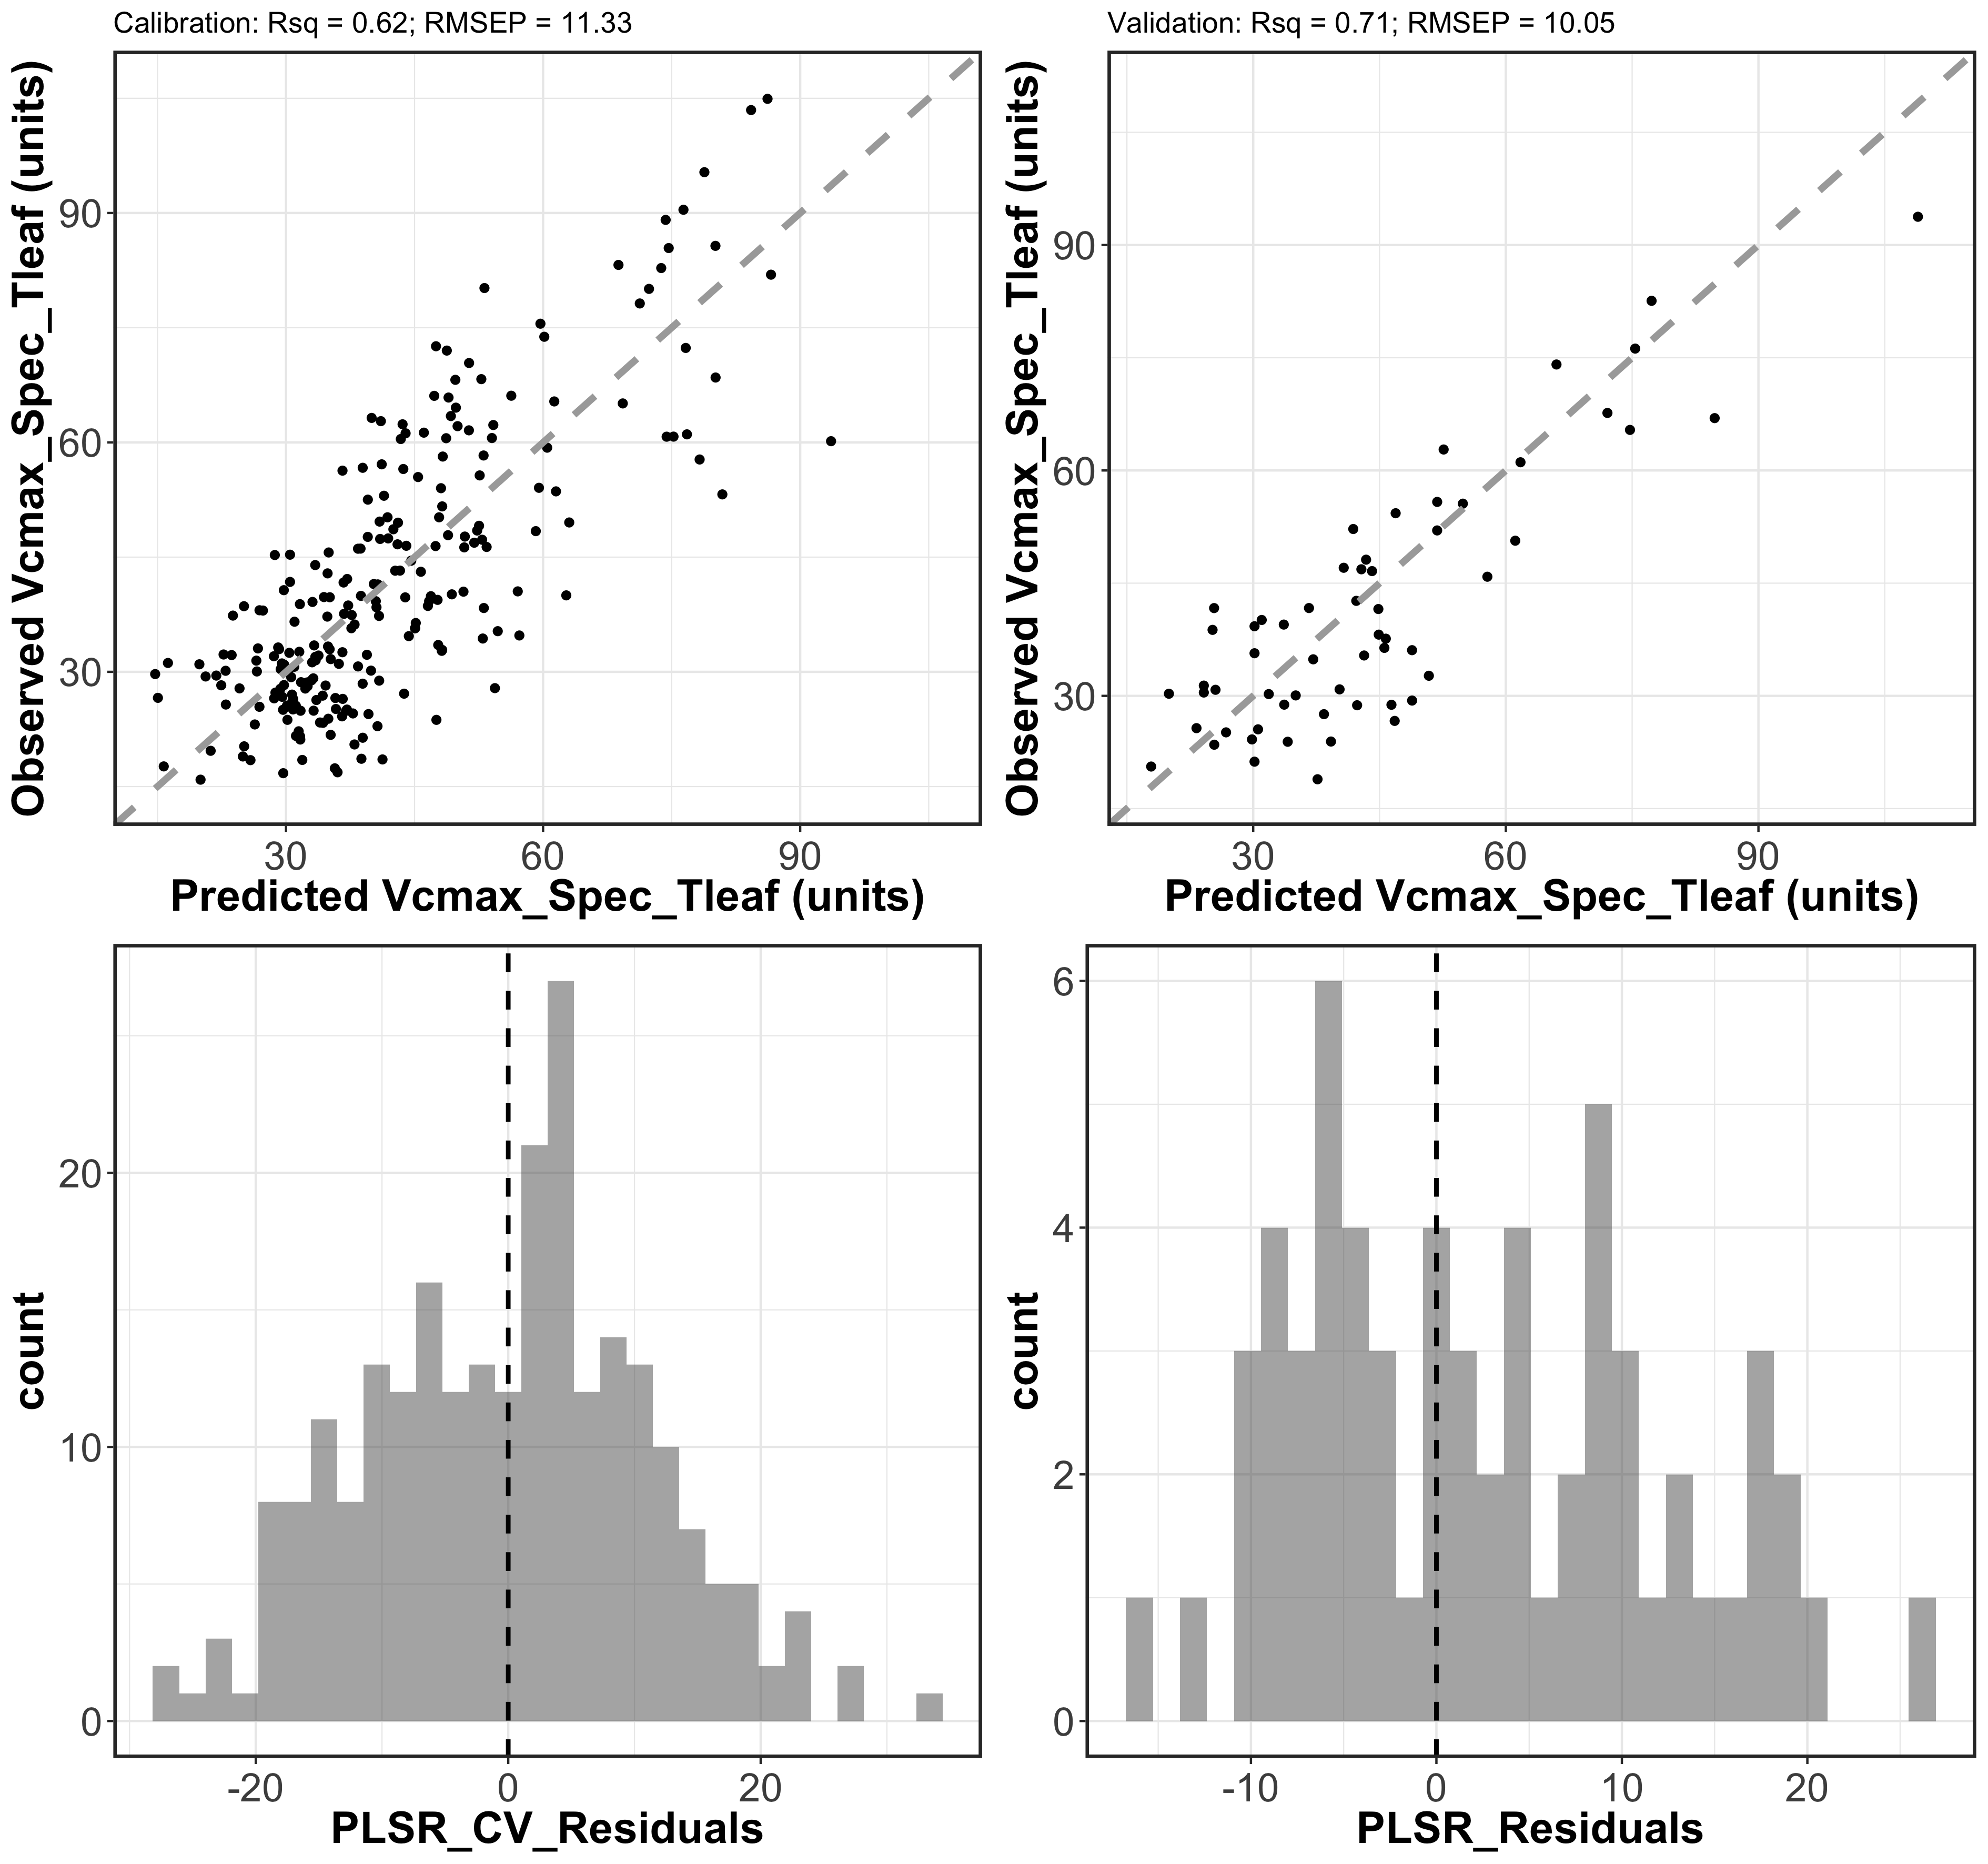 Calibration: Rsq = 0.62; RMSEP = 11.33
Observed Vcmax_Spec_Tleaf (units)
90
60
30
30 60 90
Predicted Vcmax_Spec_Tleaf (units)
Validation: Rsq = 0.71; RMSEP = 10.05
Observed Vcmax_Spec_Tleaf (units)
90
60
30
30 60 90
Predicted Vcmax_Spec_Tleaf (units)
count
20
10
0
-20 0 20
PLSR_CV_Residuals
count
6
4
2
0
-10 0 10 20
PLSR_Residuals